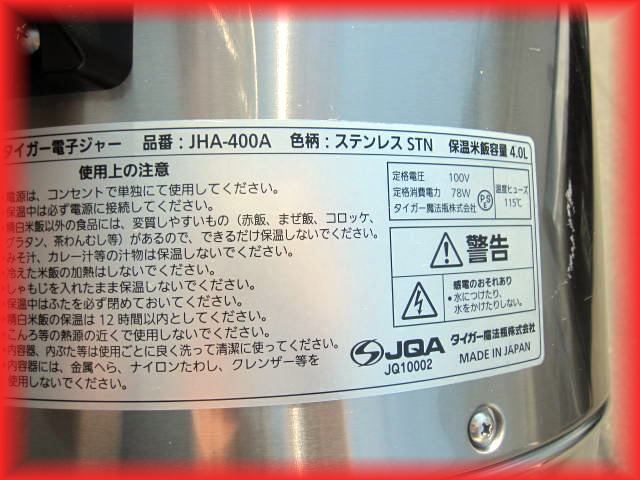 タイガー電子ジャー 品番：JHA-400A 色柄：ステンレス STN 保温米飯容量 4.0L
使用上の注意
電源は、コンセントで単独にて使用してください。
保温中は必ず電源に接続してください。
・精白米飯以外の食品には、変質しやすいもの（赤飯、まぜ飯、コロッケ、
グラタン、茶わんむし等）があるので、できるだけ保温しないでください。
・みそ汁、カレー汁等の汁物は保温しないでください。
・冷えた米飯の加熱はしないでください。
・しゃもじを入れたまま保温しないでください。
・保温中はふたを必ず閉めておいてください。
・精白米飯の保温は12時間以内としてください。
・こんろ等の熱源の近くで使用しないでください。
・内容器、内ぶた等は使用ごとに良く洗って清潔に使ってください。
・内容器には、金属へら、ナイロンたわし、クレンザー等を
使用しないでください。
定格電圧 100V
定格消費電力 78W
タイガー魔法瓶株式会社
PSE
温度ヒューズ
115℃
警告
感電のおそれあり
・水につけたり、
水をかけたりしない。
JQA
JQ10002
タイガー魔法瓶株式会社
MADE IN JAPAN